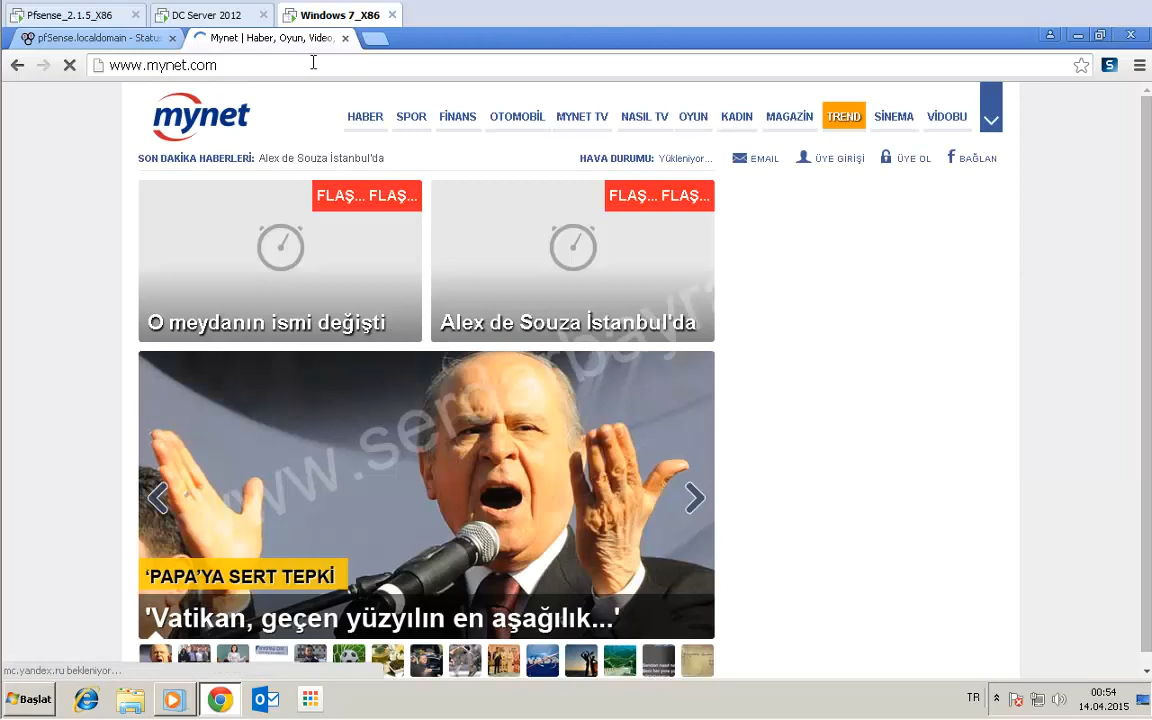 Pfsense_2.1.5_X86
DC Server 2012
Windows 7_X86
pfSense.localdomain - Status
Mynet | Haber, Oyun, Video,
www.mynet.com
mynet
HABER
SPOR
FİNANS
OTOMOBİL
MYNET TV
NASIL TV
OYUN
KADIN
MAGAZİN
TREND
SİNEMA
VİDOBU
SON DAKİKA HABERLERİ: Alex de Souza İstanbul'da
HAVA DURUMU: Yükleniyor...
EMAIL
ÜYE GİRİŞİ
ÜYE OL
BAĞLAN
FLAŞ... FLAŞ...
FLAŞ... FLAŞ...
O meydanın ismi değişti
Alex de Souza İstanbul'da
'PAPA'YA SERT TEPKİ
'Vatikan, geçen yüzyılın en aşağılık...'
mc.yandex.ru bekleniyor...
Başlat
TR
00:54
14.04.2015